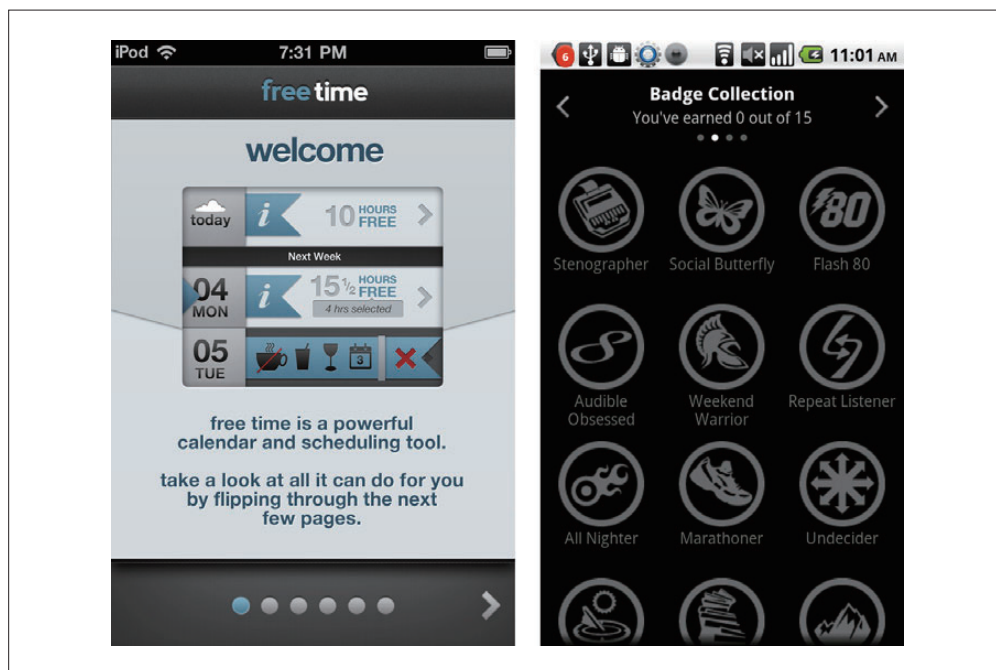 iPod 7:31 PM
free time
welcome
today i 10 HOURS FREE
Next Week
04 MON i 15½ HOURS FREE
4 hrs selected
05 TUE 3
free time is a powerful
calendar and scheduling tool.
take a look at all it can do for you
by flipping through the next
few pages.
6 11:01 AM
Badge Collection
You've earned 0 out of 15
80
Stenographer Social Butterfly Flash 80
Audible Obsessed Weekend Warrior Repeat Listener
All Nighter Marathoner Undecider